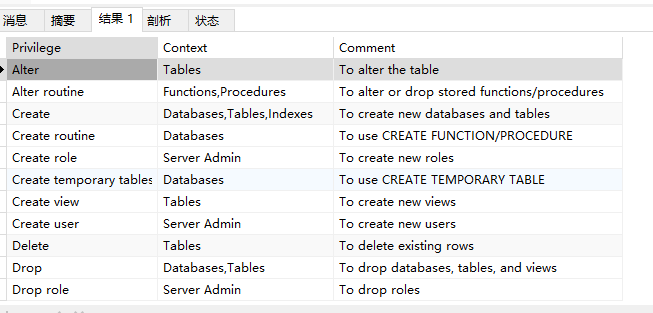 消息 摘要 结果 1 剖析 状态
Privilege Context Comment
Alter Tables To alter the table
Alter routine Functions,Procedures To alter or drop stored functions/procedures
Create Databases,Tables,Indexes To create new databases and tables
Create routine Databases To use CREATE FUNCTION/PROCEDURE
Create role Server Admin To create new roles
Create temporary tables Databases To use CREATE TEMPORARY TABLE
Create view Tables To create new views
Create user Server Admin To create new users
Delete Tables To delete existing rows
Drop Databases,Tables To drop databases, tables, and views
Drop role Server Admin To drop roles